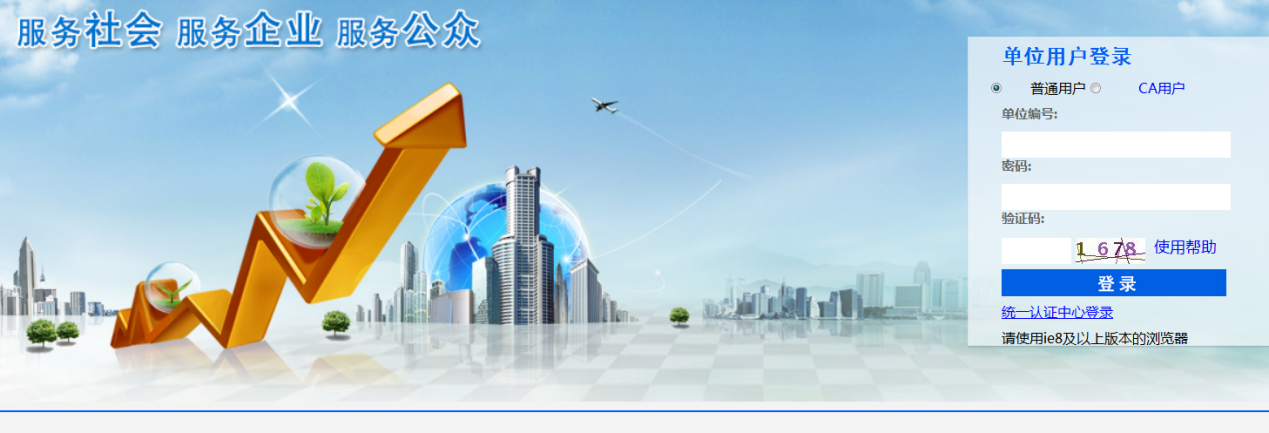 服务社会 服务企业 服务公众
单位用户登录
普通用户 CA用户
单位编号:
密码:
验证码:
1678 使用帮助
登录
统一认证中心登录
请使用ie8及以上版本的浏览器